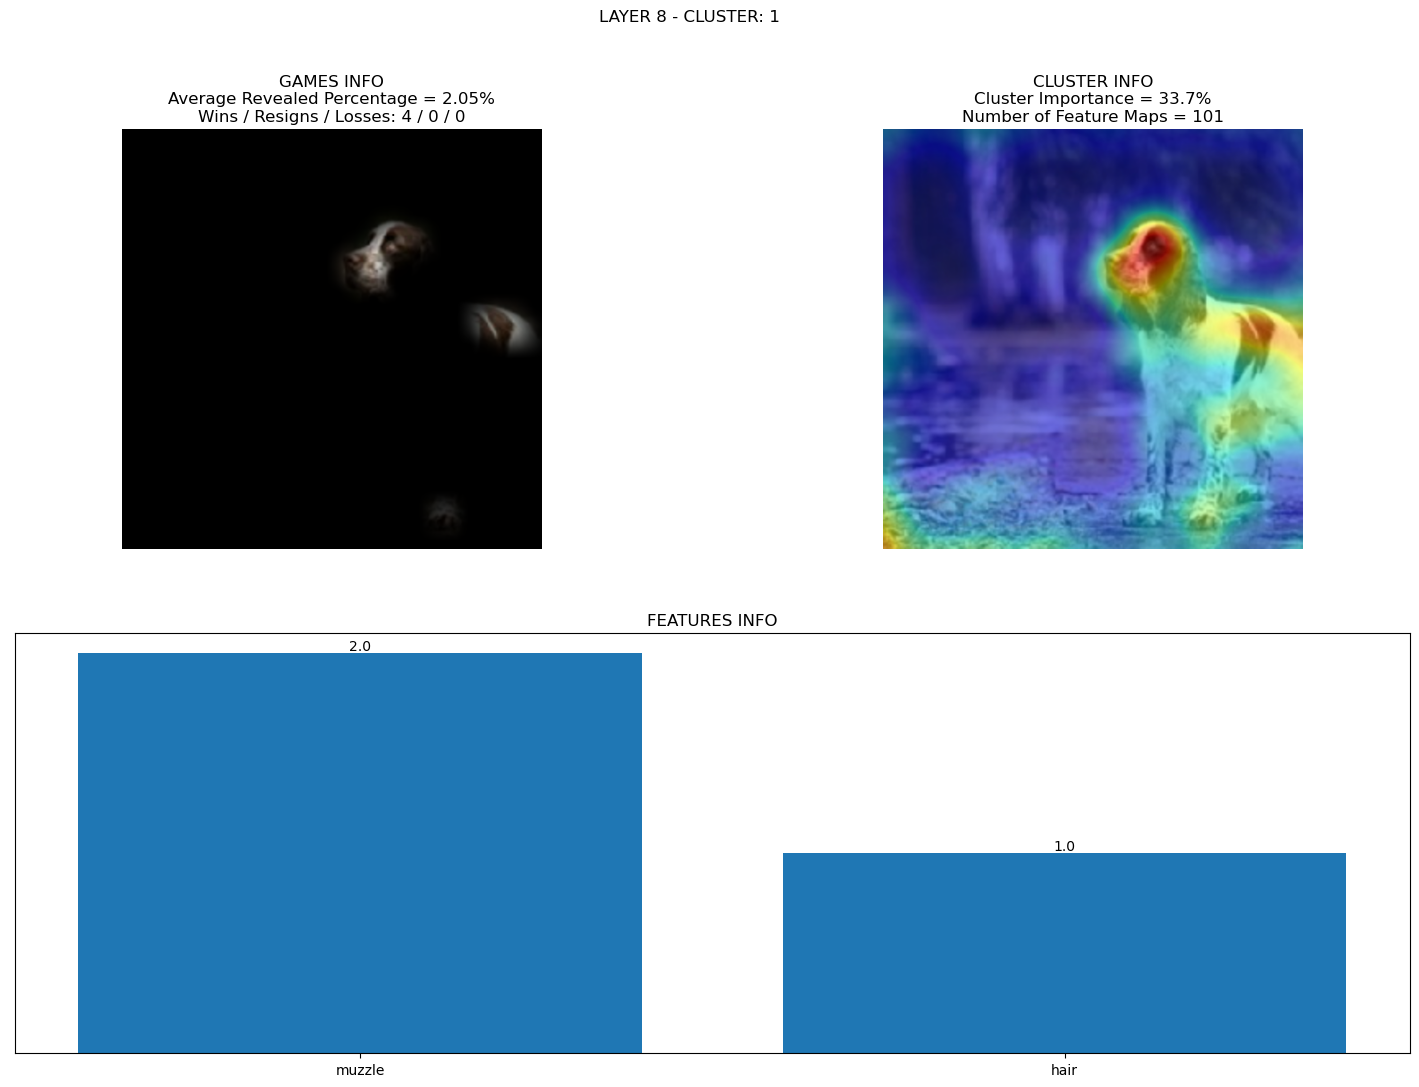 LAYER 8 - CLUSTER: 1
GAMES INFO
Average Revealed Percentage = 2.05%
Wins / Resigns / Losses: 4 / 0 / 0
CLUSTER INFO
Cluster Importance = 33.7%
Number of Feature Maps = 101
FEATURES INFO
2.0
1.0
muzzle
hair